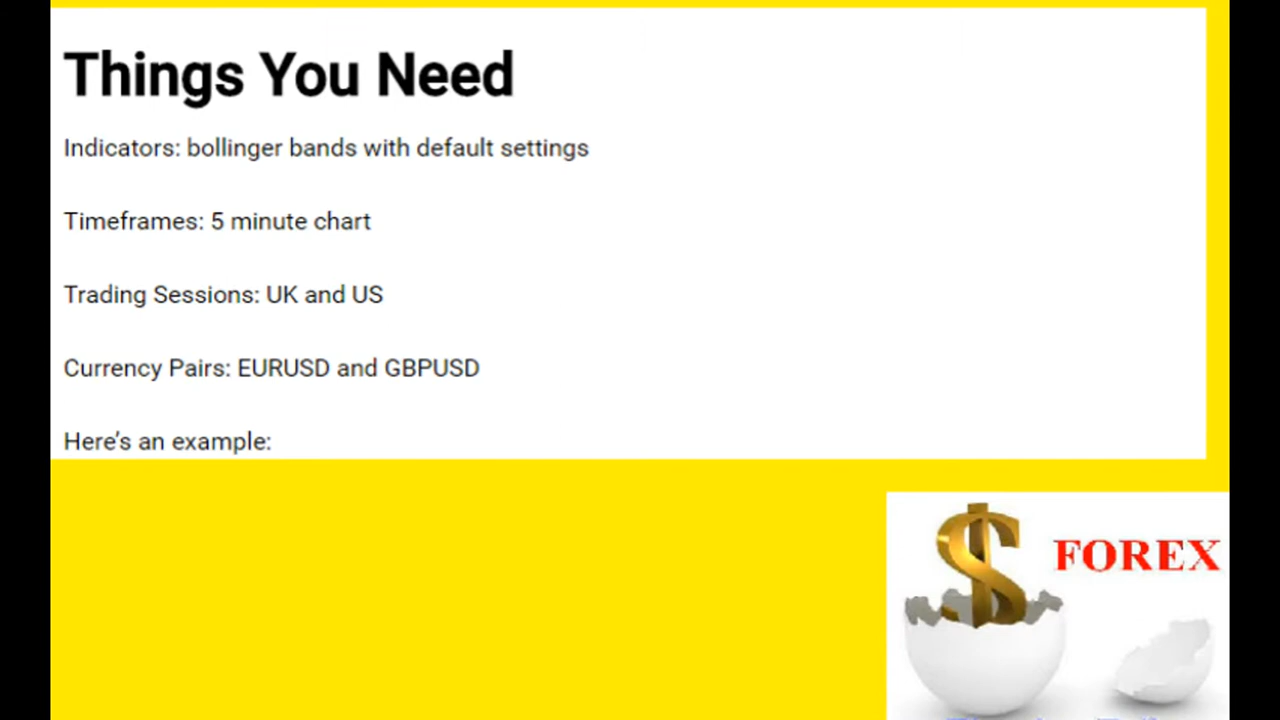 Things You Need
Indicators: bollinger bands with default settings
Timeframes: 5 minute chart
Trading Sessions: UK and US
Currency Pairs: EURUSD and GBPUSD
Here's an example:
FOREX